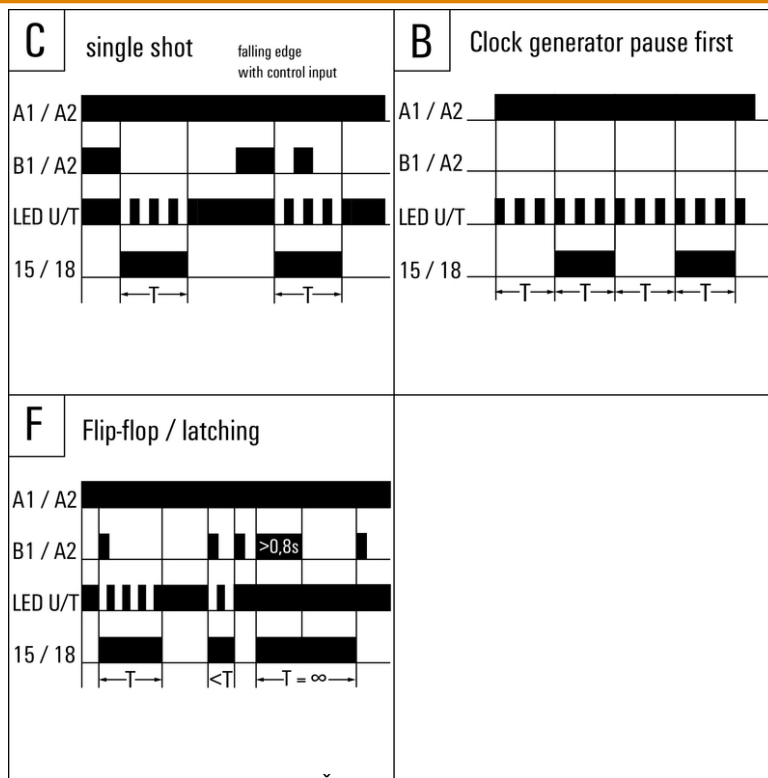 C
single shot
falling edge
with control input
A1 / A2
B1 / A2
LED U/T
15 / 18
T
T
B
Clock generator pause first
A1 / A2
B1 / A2
LED U/T
15 / 18
T
T
T
T
F
Flip-flop / latching
A1 / A2
B1 / A2
>0,8s
LED U/T
15 / 18
T
<T
T = ∞